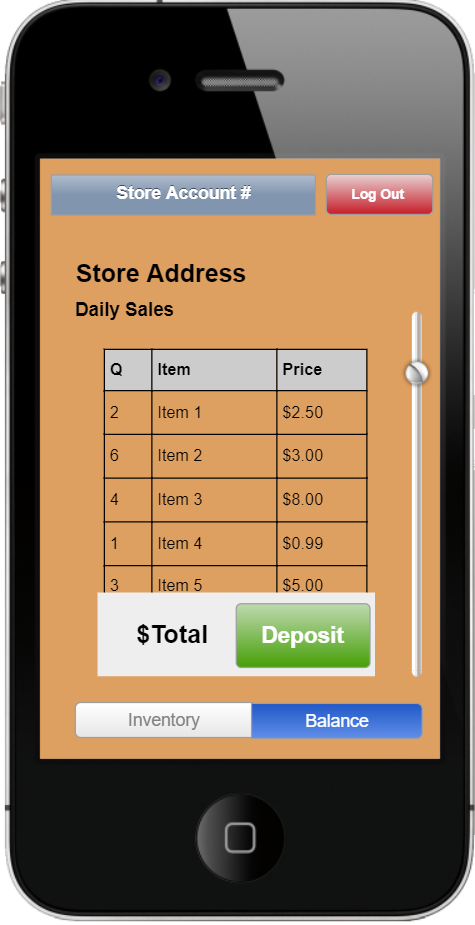 Store Account #
Log Out
Store Address
Daily Sales
Q Item Price
2 Item 1 $2.50
6 Item 2 $3.00
4 Item 3 $8.00
1 Item 4 $0.99
3 Item 5 $5.00
$Total Deposit
Inventory Balance